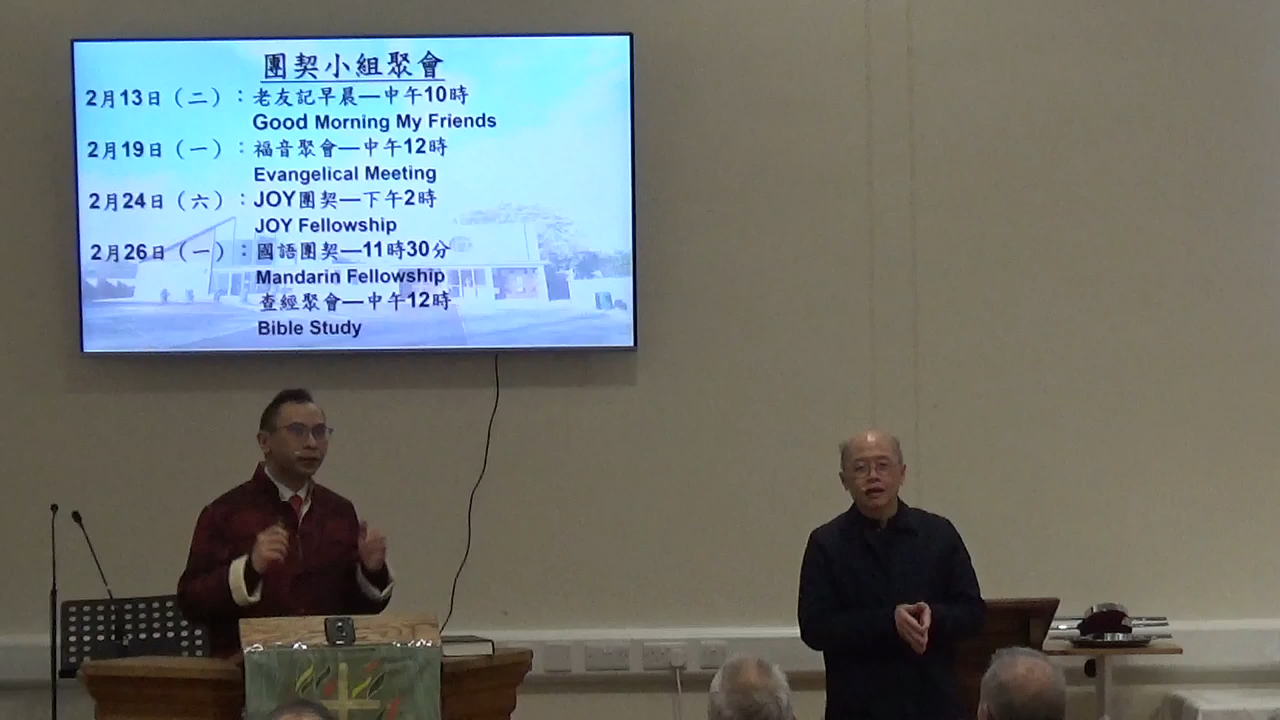 團契小組聚會
2月13日（二）：老友記早晨—中午10時
Good Morning My Friends
2月19日（一）：福音聚會—中午12時
Evangelical Meeting
2月24日（六）：JOY團契—下午2時
JOY Fellowship
2月26日（一）：國語團契—11時30分
Mandarin Fellowship
查經聚會—中午12時
Bible Study